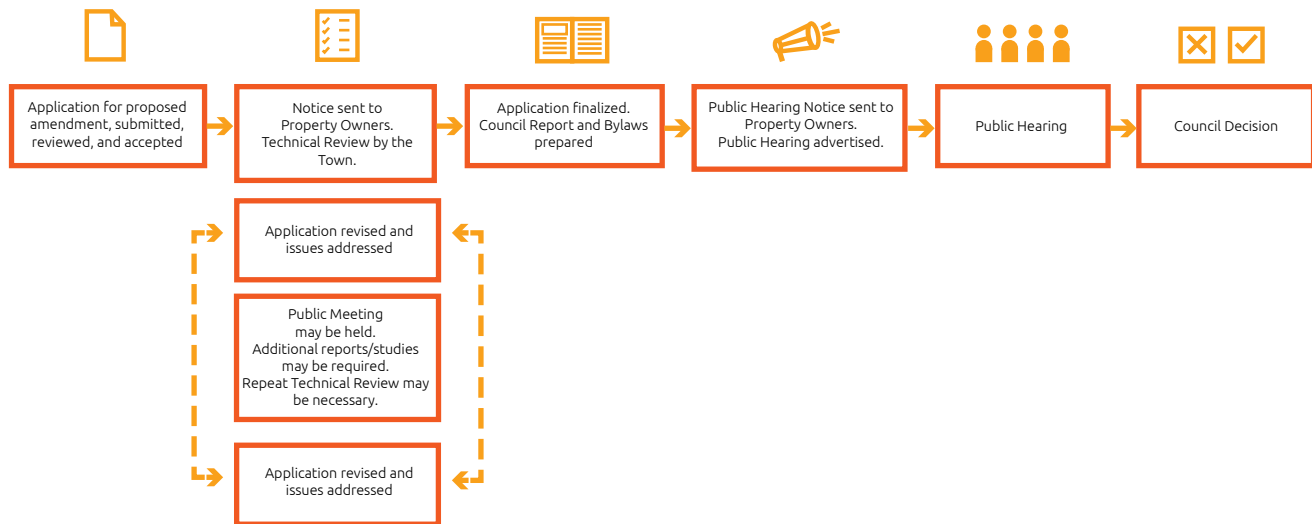 Application for proposed
amendment, submitted,
reviewed, and accepted
Notice sent to
Property Owners.
Technical Review by the
Town.
Application finalized.
Council Report and Bylaws
prepared
Public Hearing Notice sent to
Property Owners.
Public Hearing advertised.
Public Hearing
Council Decision
Application revised and
issues addressed
Public Meeting
may be held.
Additional reports/studies
may be required.
Repeat Technical Review may
be necessary.
Application revised and
issues addressed